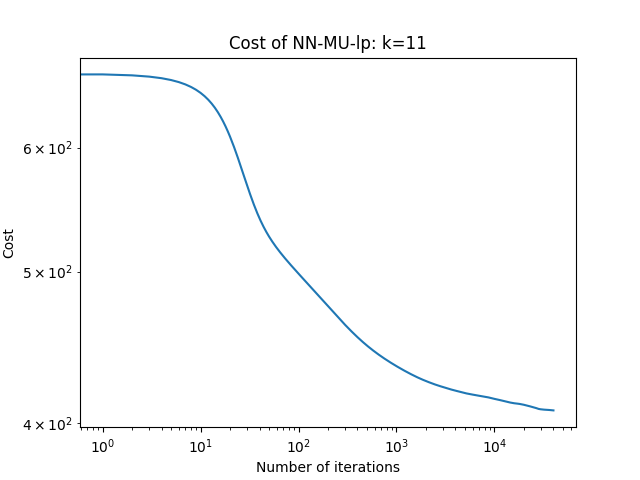 Cost of NN-MU-lp: k=11
6 × 10²
5 × 10²
4 × 10²
Cost
10⁰ 10¹ 10² 10³ 10⁴
Number of iterations